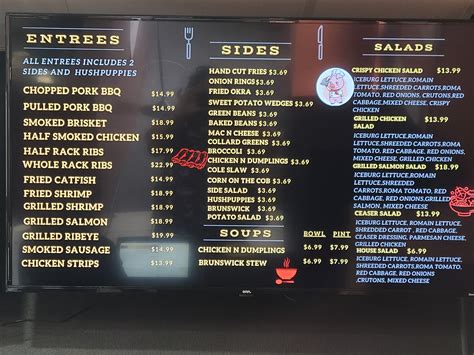 ENTREES
ALL ENTREES INCLUDES 2
SIDES AND HUSHPUPPIES
CHOPPED PORK BBQ $14.99
PULLED PORK BBQ $14.99
SMOKED BRISKET $18.99
HALF SMOKED CHICKEN $15.99
HALF RACK RIBS $17.99
WHOLE RACK RIBS $22.99
FRIED CATFISH $14.99
FRIED SHRIMP $18.99
GRILLED SHRIMP $18.99
GRILLED SALMON $18.99
GRILLED RIBEYE $19.99
SMOKED SAUSAGE $14.99
CHICKEN STRIPS $13.99
SIDES
HAND CUT FRIES $3.69
ONION RINGS $3.69
FRIED OKRA $3.69
SWEET POTATO WEDGES $3.69
GREEN BEANS $3.69
BAKED BEANS $3.69
MAC N CHEESE $3.69
COLLARD GREENS $3.69
BROCCOLI $3.69
CHICKEN N DUMPLINGS $3.69
COLE SLAW $3.69
CORN ON THE COB $3.69
SIDE SALAD $3.69
HUSHPUPPIES $3.69
BRUNSWICK $3.69
POTATO SALAD $3.69
SOUPS BOWL PINT
CHICKEN N DUMPLINGS $6.99 $7.99
BRUNSWICK STEW $6.99 $7.99
SALADS
CRISPY CHICKEN SALAD $13.99
ICEBURG LETTUCE,ROMAIN
LETTUCE,SHREDDED CARROTS,ROMA
TOMATO, RED ONIONS, CRUTONS,RED
CABBAGE,MIXED CHEESE, CRISPY
CHICKEN
GRILLED CHICKEN $13.99
SALAD
ICEBURG LETTUCE,ROMAIN
LETTUCE,SHREDDED CARROTS,ROMA
TOMATO, RED CABBAGE, RED ONIONS,
MIXED CHEESE, GRILLED CHICKEN
GRILLED SALMON SALAD $18.99
ICEBURG LETTUCE,ROMAIN
LETTUCE,SHREDDED
CARROTS,ROMA TOMATO, RED
CABBAGE, RED ONIONS,GRILLED
SALMON, MIXED CHEESE
CEASER SALAD $13.99
ICEBURG LETTUCE, ROMAIN LETTUCE,
SHREDDED CARROT, RED CABBAGE,
CEASER DRESSING, PARMESAN CHEESE,
GRILLED CHICKEN
HOUSE SALAD $6.99
ICEBURG LETTUCE, ROMAIN LETTUCE,
SHREDDED CARROTS,ROMA TOMATO,
RED CABBAGE, RED ONIONS
,CRUTONS, MIXED CHEESE